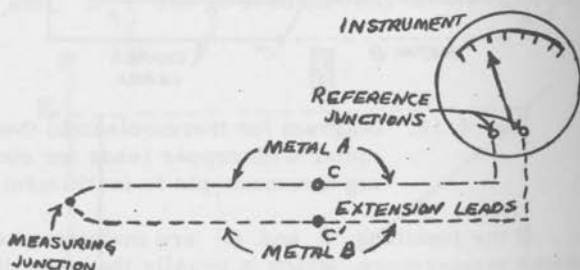 INSTRUMENT
REFERENCE
JUNCTIONS
METAL A
C
EXTENSION LEADS
C'
METAL B
MEASURING
JUNCTION